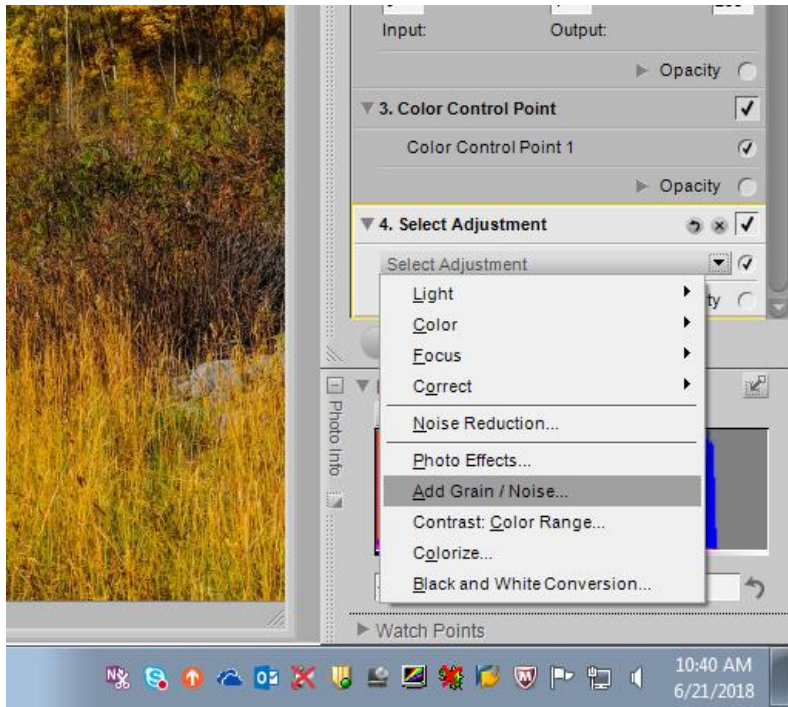 Input: Output:
Opacity
3. Color Control Point
Color Control Point 1
Opacity
4. Select Adjustment
Select Adjustment
Light
Color
Focus
Correct
Noise Reduction...
Photo Effects...
Add Grain / Noise...
Contrast: Color Range...
Colorize...
Black and White Conversion...
Photo Info
Watch Points
10:40 AM
6/21/2018